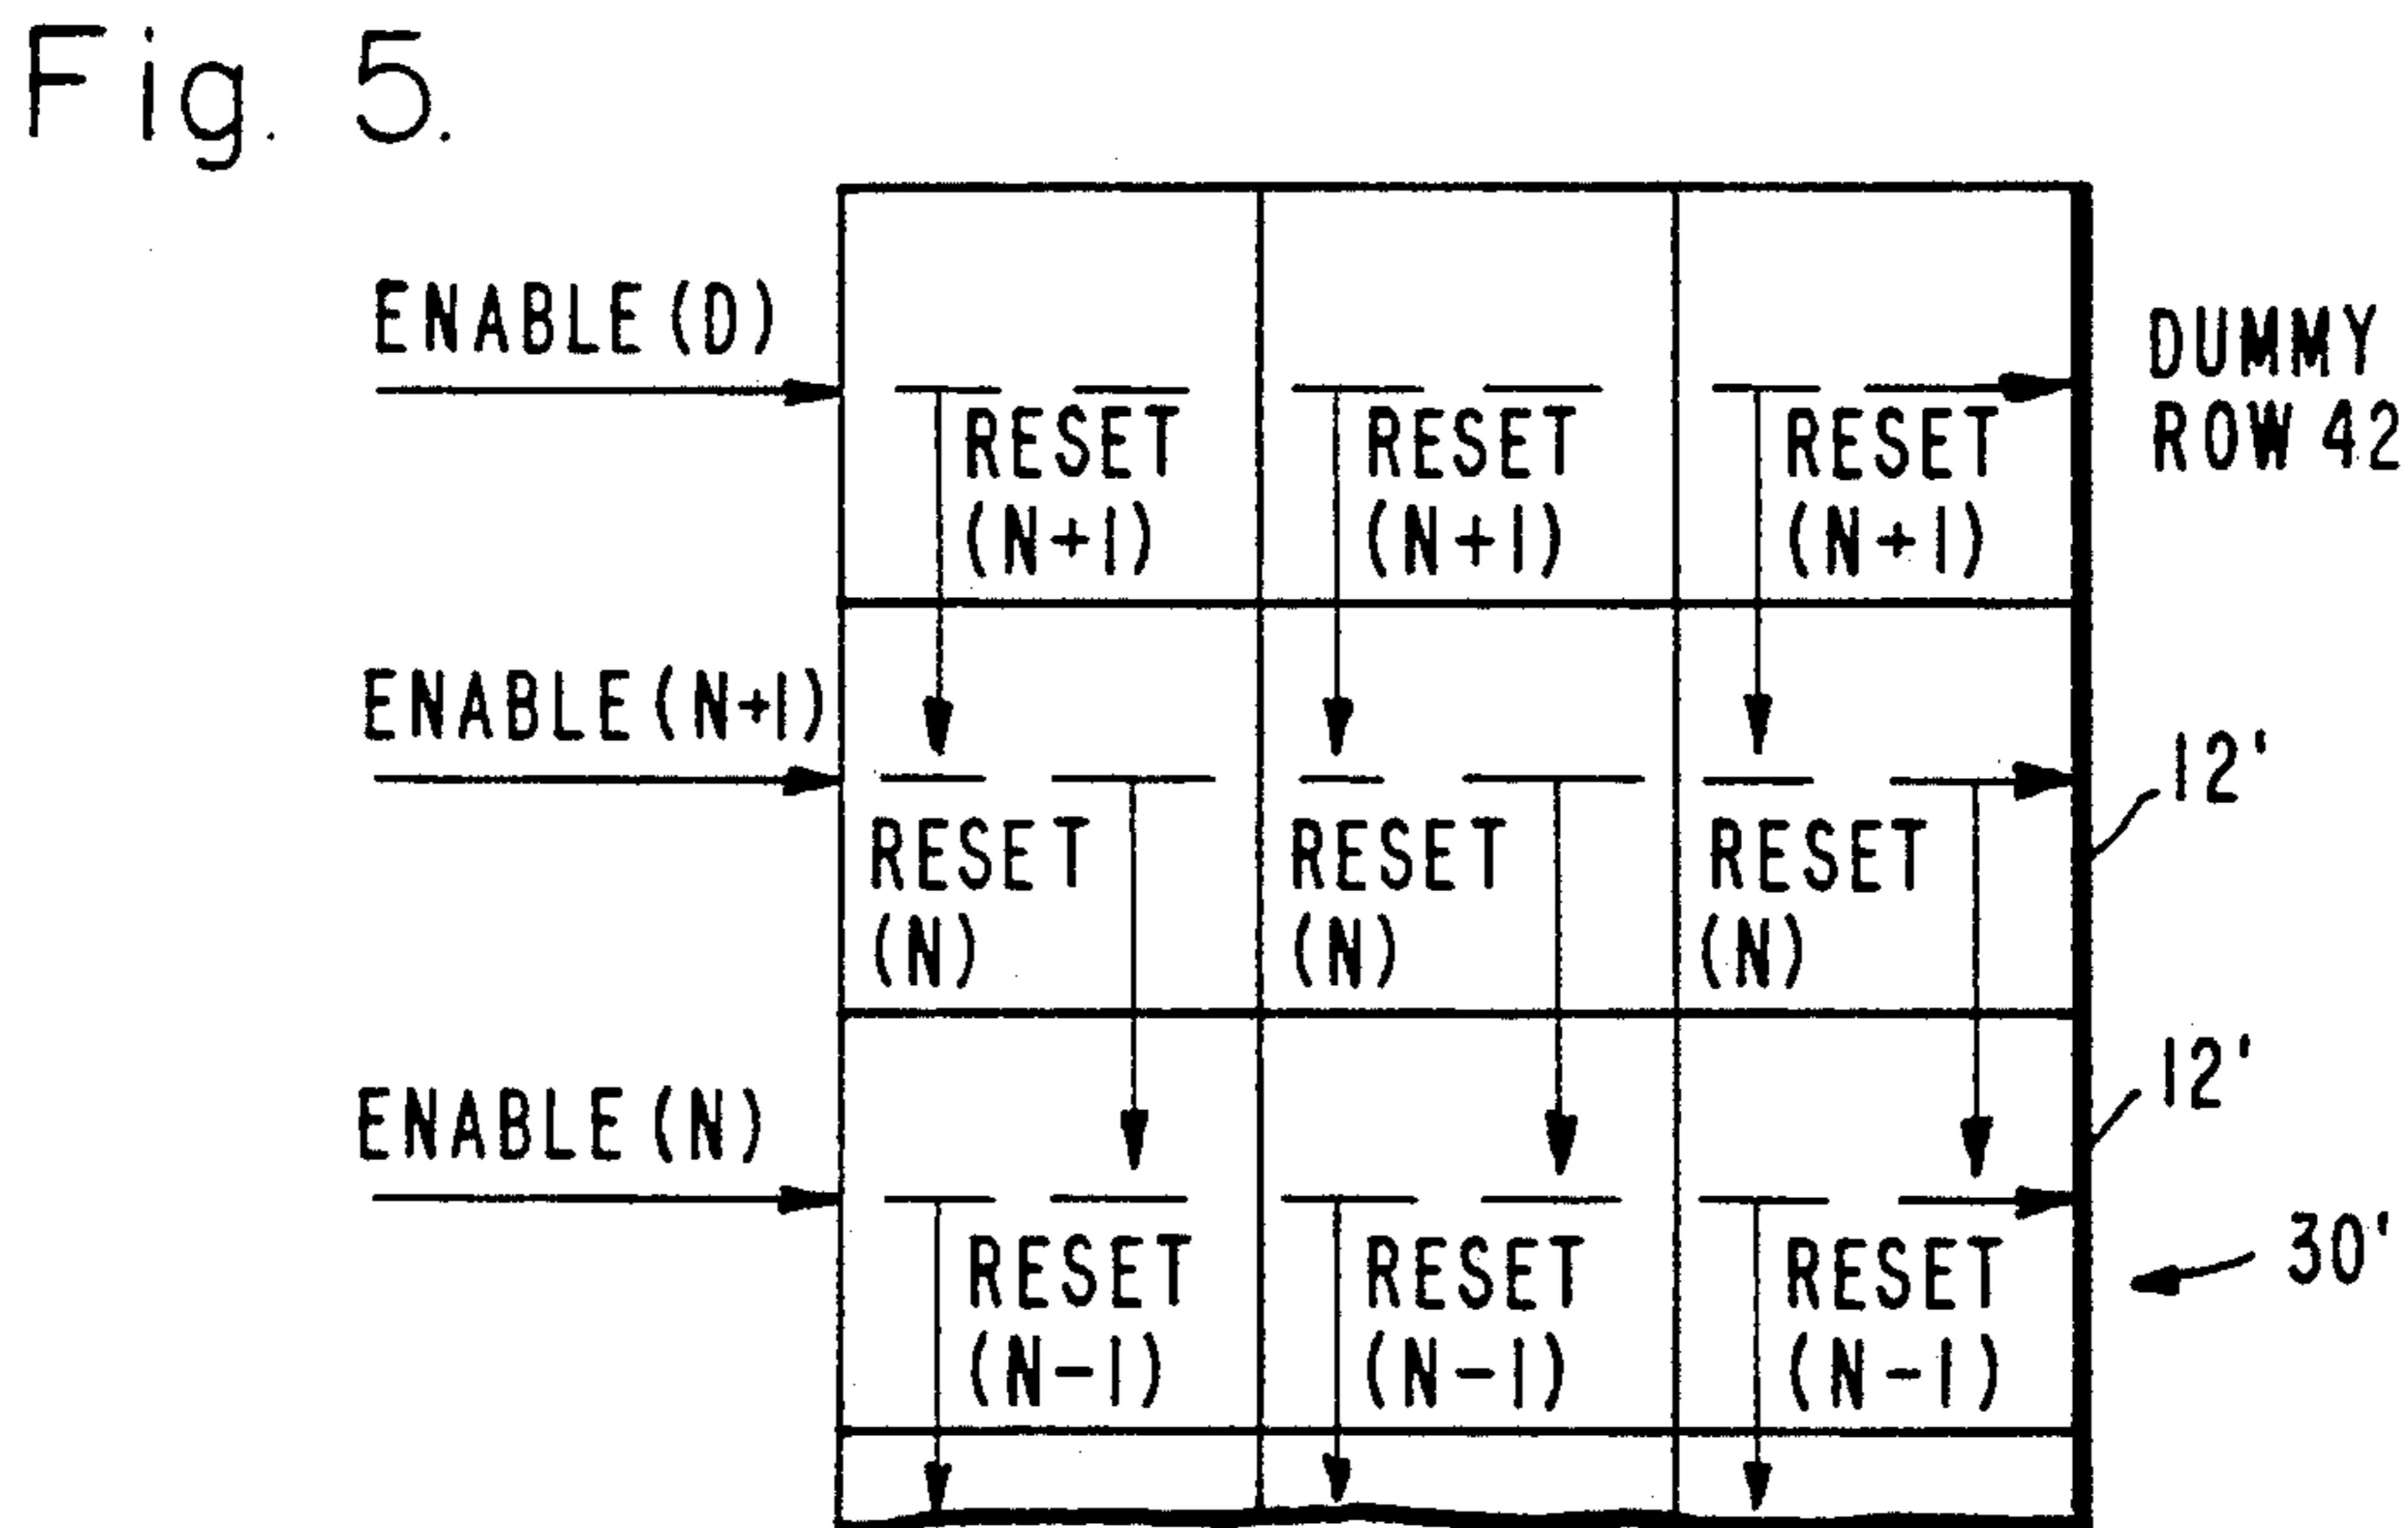 Fig. 5.
ENABLE(D)
DUMMY
ROW 42
RESET RESET RESET
(N+1) (N+1) (N+1)
ENABLE(N+1)
12'
RESET RESET RESET
(N) (N) (N)
12'
ENABLE(N)
30'
RESET RESET RESET
(N-1) (N-1) (N-1)